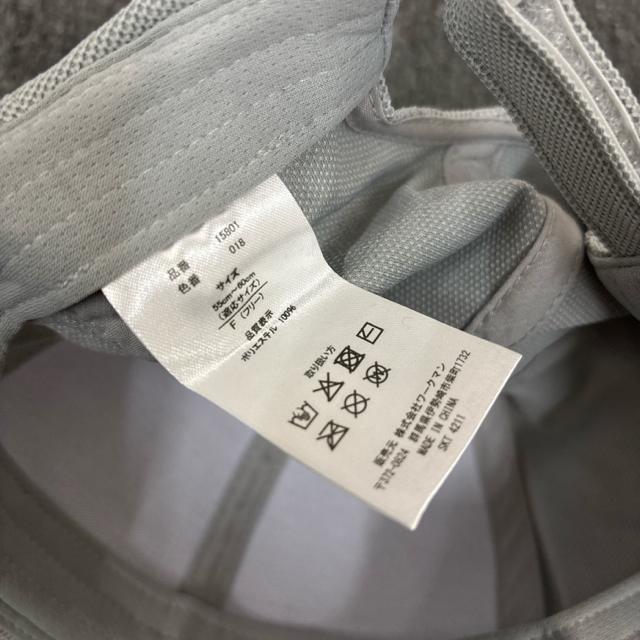 品番 15801
色番 018
サイズ
55cm～60cm
(適応サイズ)
F (フリー)
品質表示
ポリエステル 100%
取り扱い方
販売元 株式会社ワークマン
〒372-0024 群馬県伊勢崎市柴町1732
MADE IN CHINA
SKT 4211